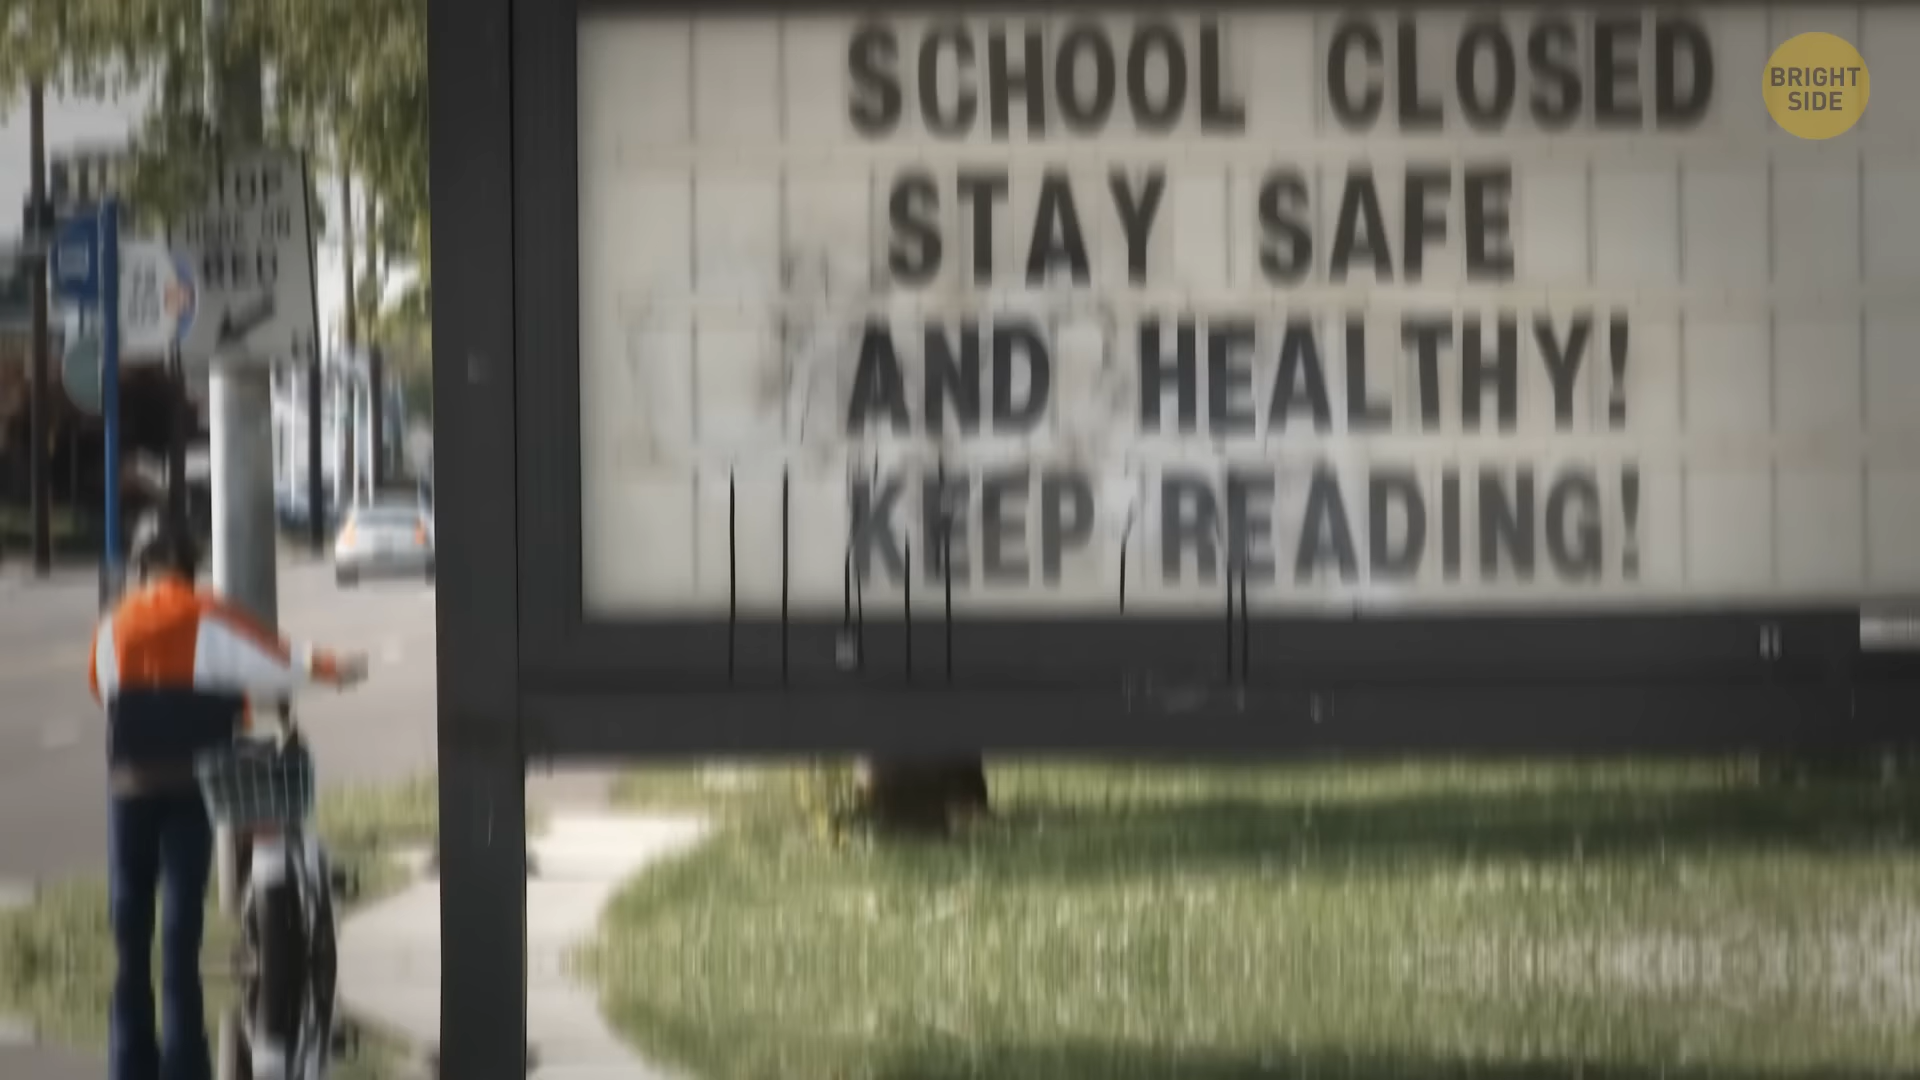 SCHOOL CLOSED
STAY SAFE
AND HEALTHY!
KEEP READING!
BRIGHT
SIDE